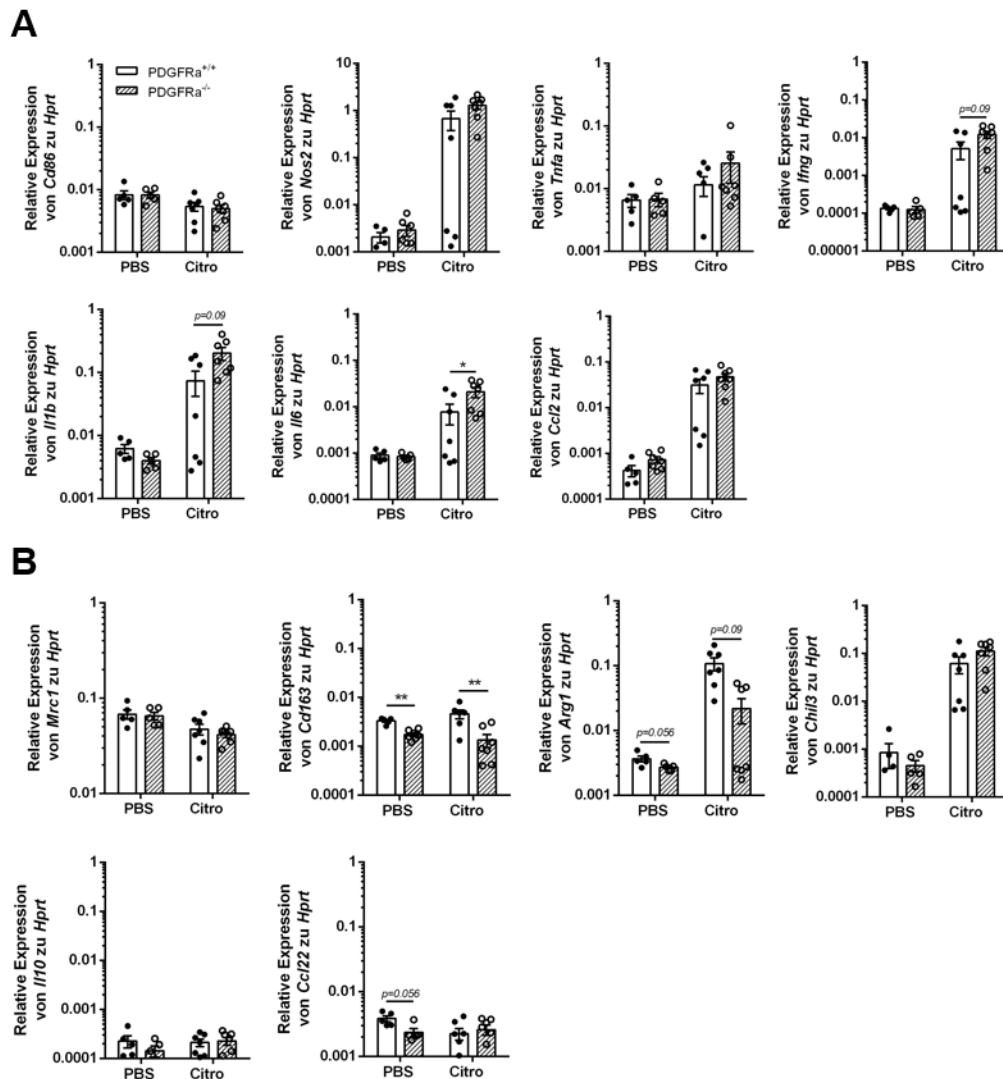 A
Relative Expression
von Cd86 zu Hprt
1
0.1
0.01
0.001
PDGFRa+/+
PDGFRa-/-
PBS
Citro
Relative Expression
von Nos2 zu Hprt
10
1
0.1
0.01
0.001
PBS
Citro
Relative Expression
von Tnfa zu Hprt
1
0.1
0.01
0.001
PBS
Citro
Relative Expression
von Ifng zu Hprt
1
0.1
0.01
0.001
0.0001
0.00001
p=0.09
PBS
Citro
Relative Expression
von Il1b zu Hprt
1
0.1
0.01
0.001
p=0.09
PBS
Citro
Relative Expression
von Il6 zu Hprt
1
0.1
0.01
0.001
0.0001
*
PBS
Citro
Relative Expression
von Ccl2 zu Hprt
1
0.1
0.01
0.001
0.0001
PBS
Citro
B
Relative Expression
von Mrc1 zu Hprt
1
0.1
0.01
PBS
Citro
Relative Expression
von Cd163 zu Hprt
1
0.1
0.01
0.001
0.0001
**
**
PBS
Citro
Relative Expression
von Arg1 zu Hprt
1
0.1
0.01
0.001
p=0.056
p=0.09
PBS
Citro
Relative Expression
von Chil3 zu Hprt
1
0.1
0.01
0.001
0.0001
PBS
Citro
Relative Expression
von Il10 zu Hprt
1
0.1
0.01
0.001
0.0001
PBS
Citro
Relative Expression
von Ccl22 zu Hprt
1
0.1
0.01
0.001
p=0.056
PBS
Citro